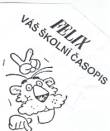 FELIX
VÁŠ ŠKOLNÍ ČASOPIS